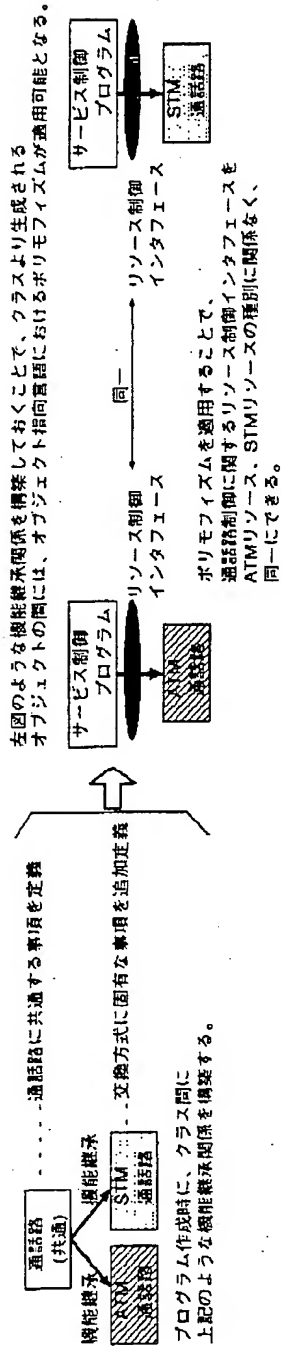 通話路
(共通)
通話路に共通する事項を定義
機能継承
機能継承
ATM
通話路
STM
通話路
交換方式に固有な事項を追加定義
プログラム作成時に、クラス間に
上記のような機能継承関係を構築する。
左図のような機能継承関係を構築しておくことで、クラスより生成される
オブジェクトの間には、オブジェクト指向言語におけるポリモフィズムが適用可能となる。
サービス制御
プログラム
リソース制御
インタフェース
ATM
通話路
同一
サービス制御
プログラム
リソース制御
インタフェース
STM
通話路
ポリモフィズムを適用することで、
通話路制御に関するリソース制御インタフェースを
ATMリソース、STMリソースの種別に関係なく、
同一にできる。